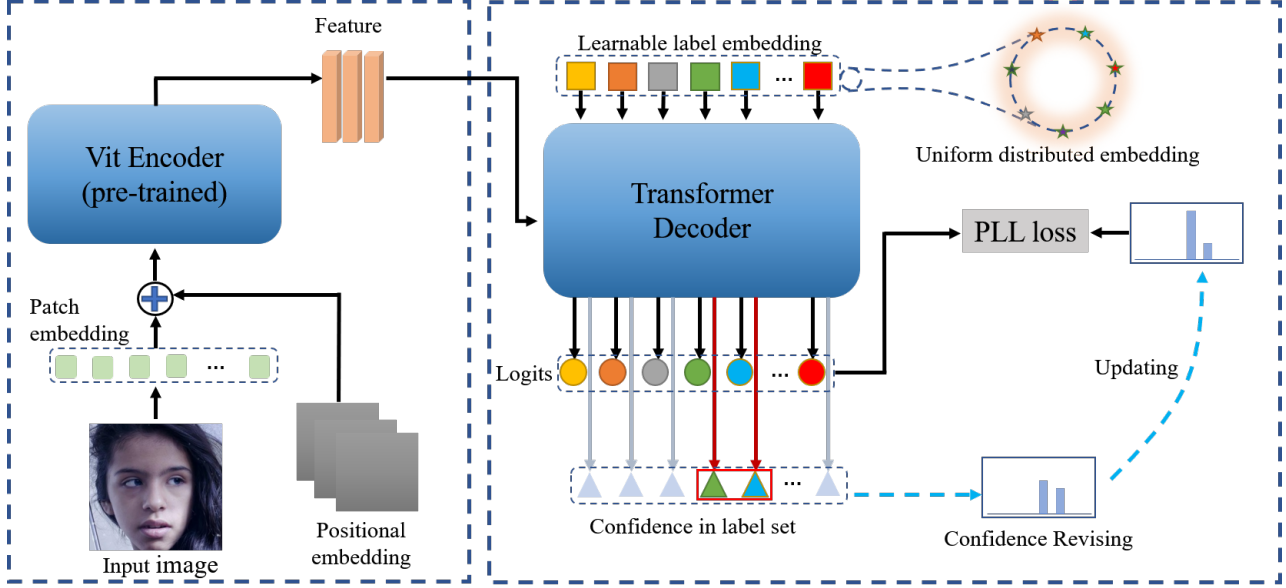 Feature
Vit Encoder
(pre-trained)
Patch
embedding
...
Input image
Positional
embedding
Learnable label embedding
...
Uniform distributed embedding
Transformer
Decoder
PLL loss
Logits
...
Updating
...
Confidence in label set
Confidence Revising